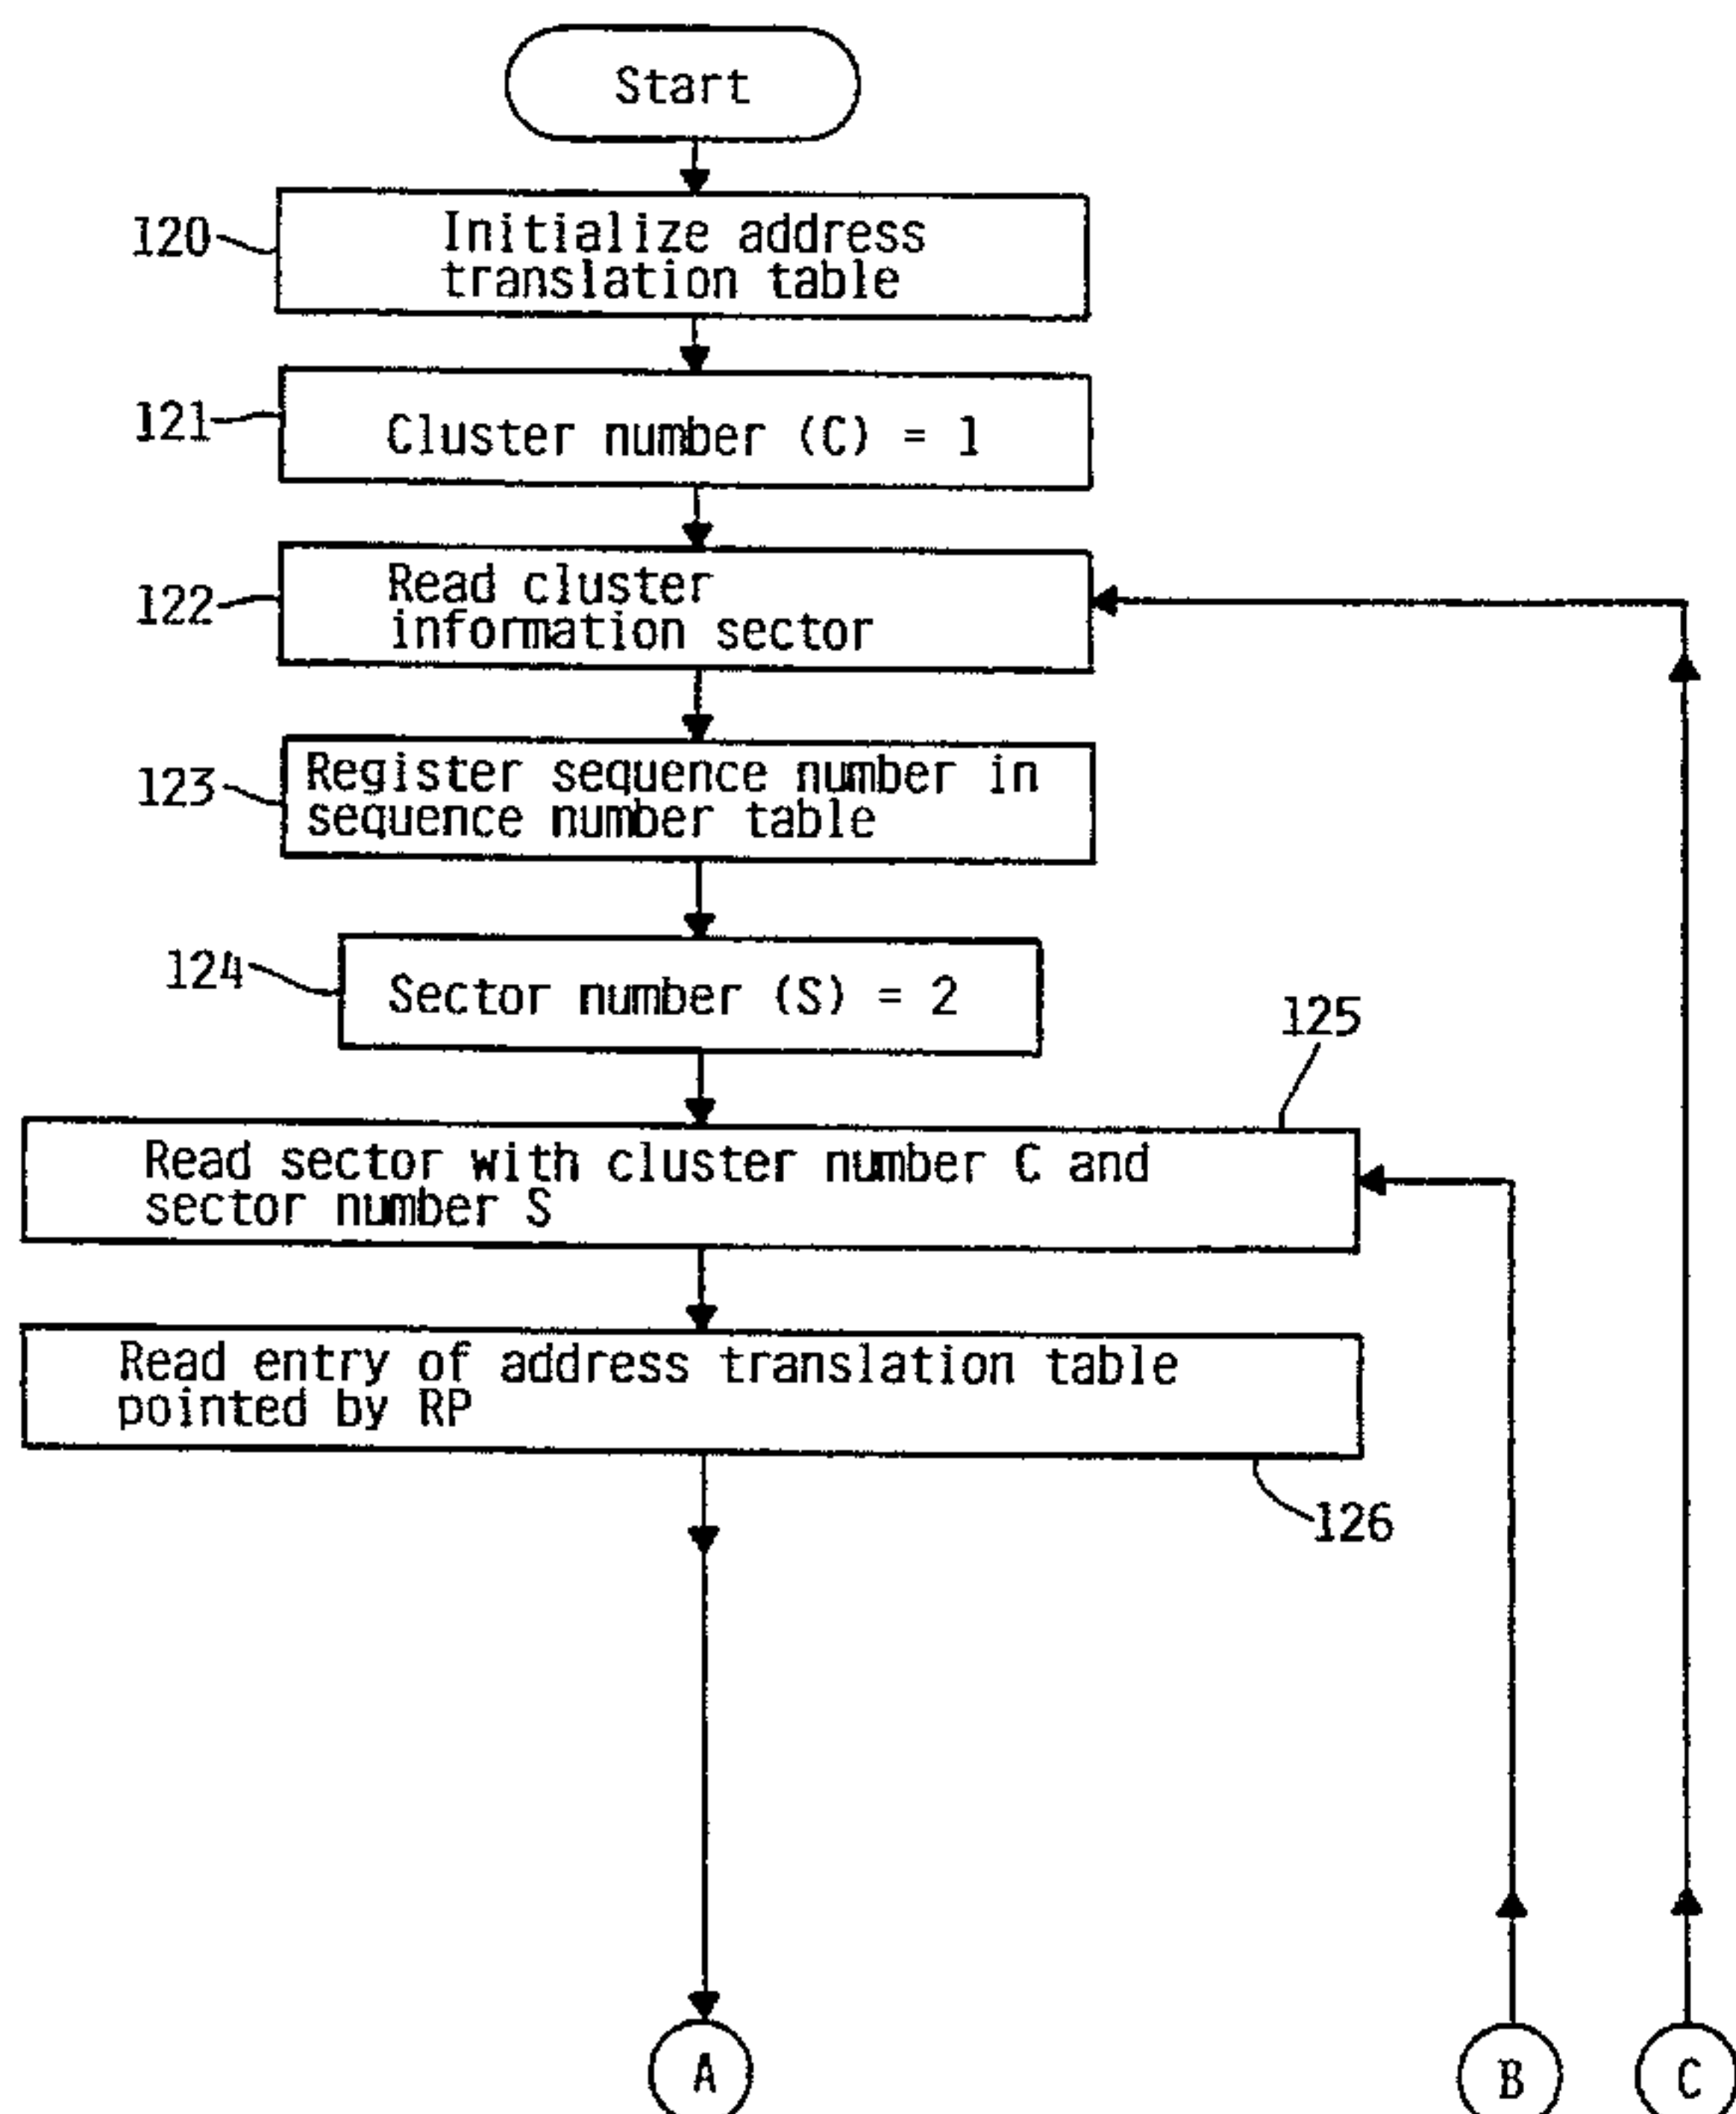 Start
120
Initialize address
translation table
121
Cluster number (C) = 1
122
Read cluster
information sector
123
Register sequence number in
sequence number table
124
Sector number (S) = 2
125
Read sector with cluster number C and
sector number S
Read entry of address translation table
pointed by RP
126
A
B
C